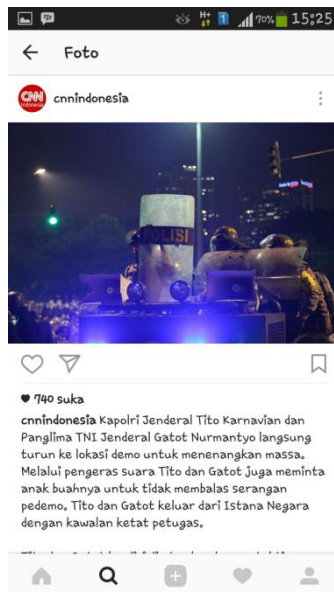 70% 15:25
Foto
CNN
Indonesia
cnnindonesia
POLISI
740 suka
cnnindonesia Kapolri Jenderal Tito Karnavian dan
Panglima TNI Jenderal Gatot Nurmantyo langsung
turun ke lokasi demo untuk menenangkan massa.
Melalui pengeras suara Tito dan Gatot juga meminta
anak buahnya untuk tidak membalas serangan
pedemo. Tito dan Gatot keluar dari Istana Negara
dengan kawalan ketat petugas.